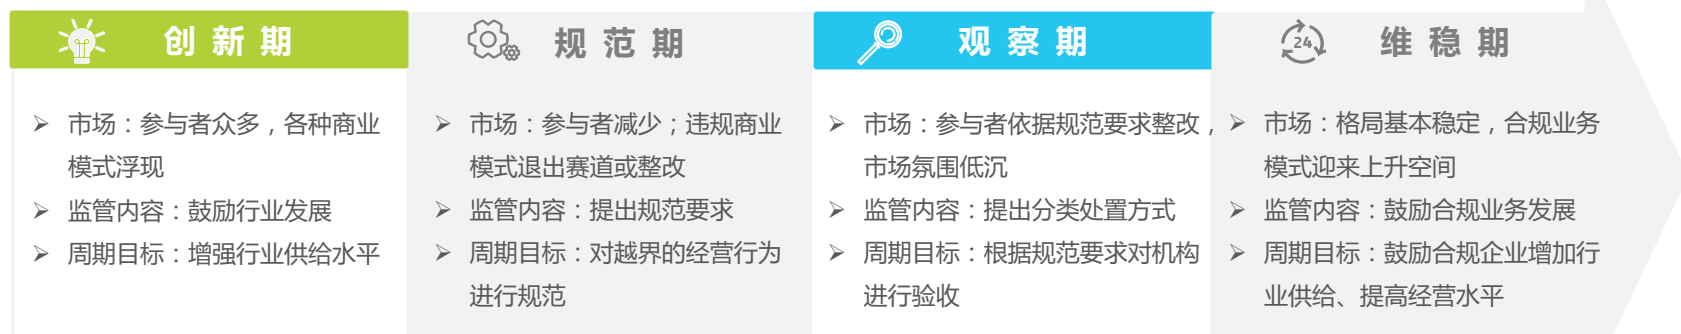 创新期
市场：参与者众多，各种商业
模式浮现
监管内容：鼓励行业发展
周期目标：增强行业供给水平
规范期
市场：参与者减少；违规商业
模式退出赛道或整改
监管内容：提出规范要求
周期目标：对越界的经营行为
进行规范
观察期
市场：参与者依据规范要求整改，
市场氛围低沉
监管内容：提出分类处置方式
周期目标：根据规范要求对机构
进行验收
24
维稳期
市场：格局基本稳定，合规业务
模式迎来上升空间
监管内容：鼓励合规业务发展
周期目标：鼓励合规企业增加行
业供给、提高经营水平